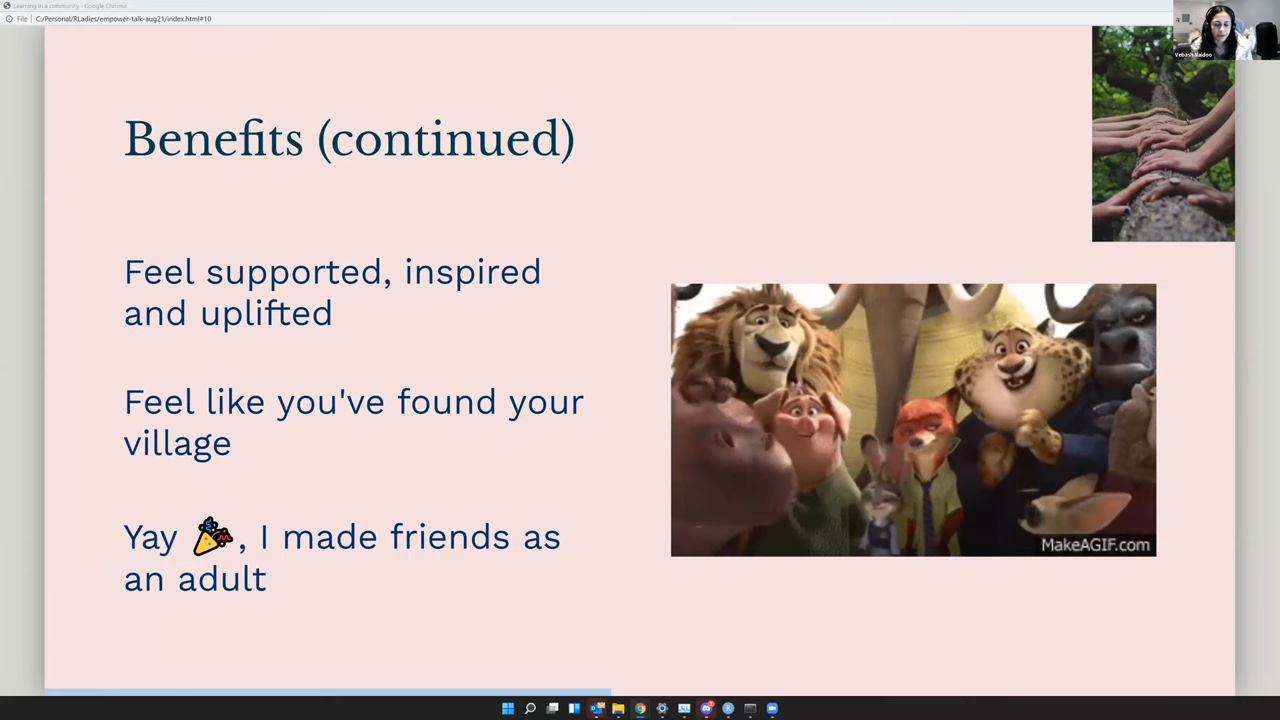 Learning in a community - Google Chrome
File | C:/Personal/RLadies/empower-talk-aug21/index.html#10
Vebash Naidoo
Benefits (continued)
Feel supported, inspired
and uplifted
Feel like you've found your
village
Yay 🎉, I made friends as
an adult
MakeAGIF.com